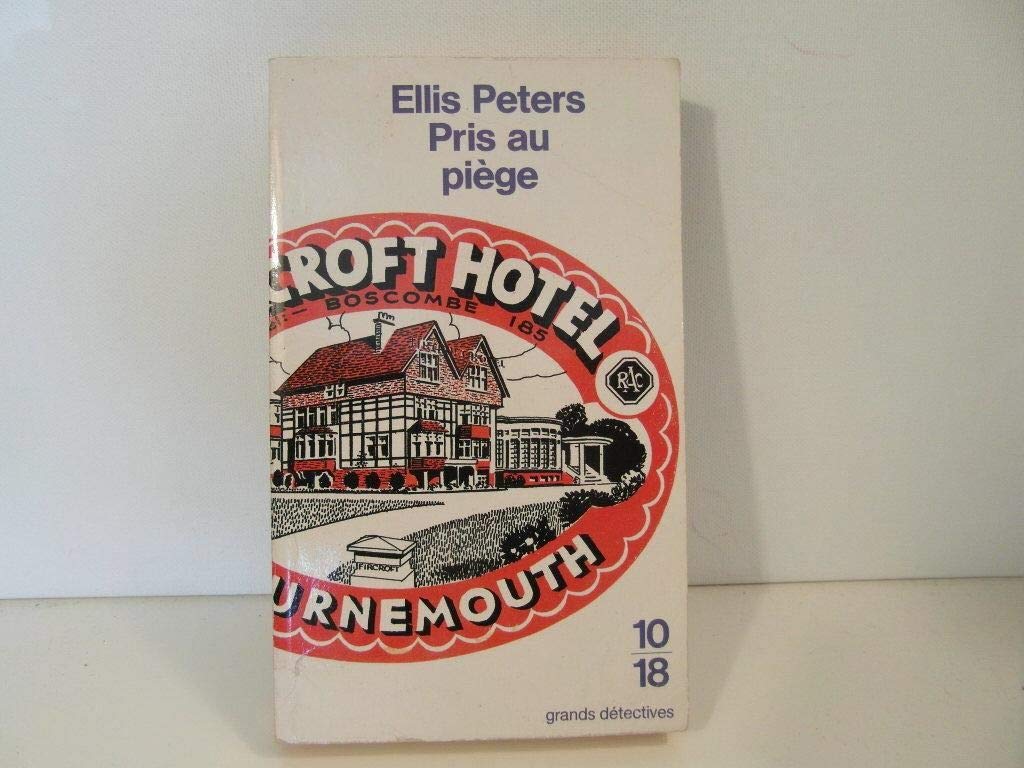 Ellis Peters
Pris au
piège
CROFT HOTEL
BOSCOMBE 185
RAC
FIRCROFT
URNEMOUTH
10
18
grands détectives